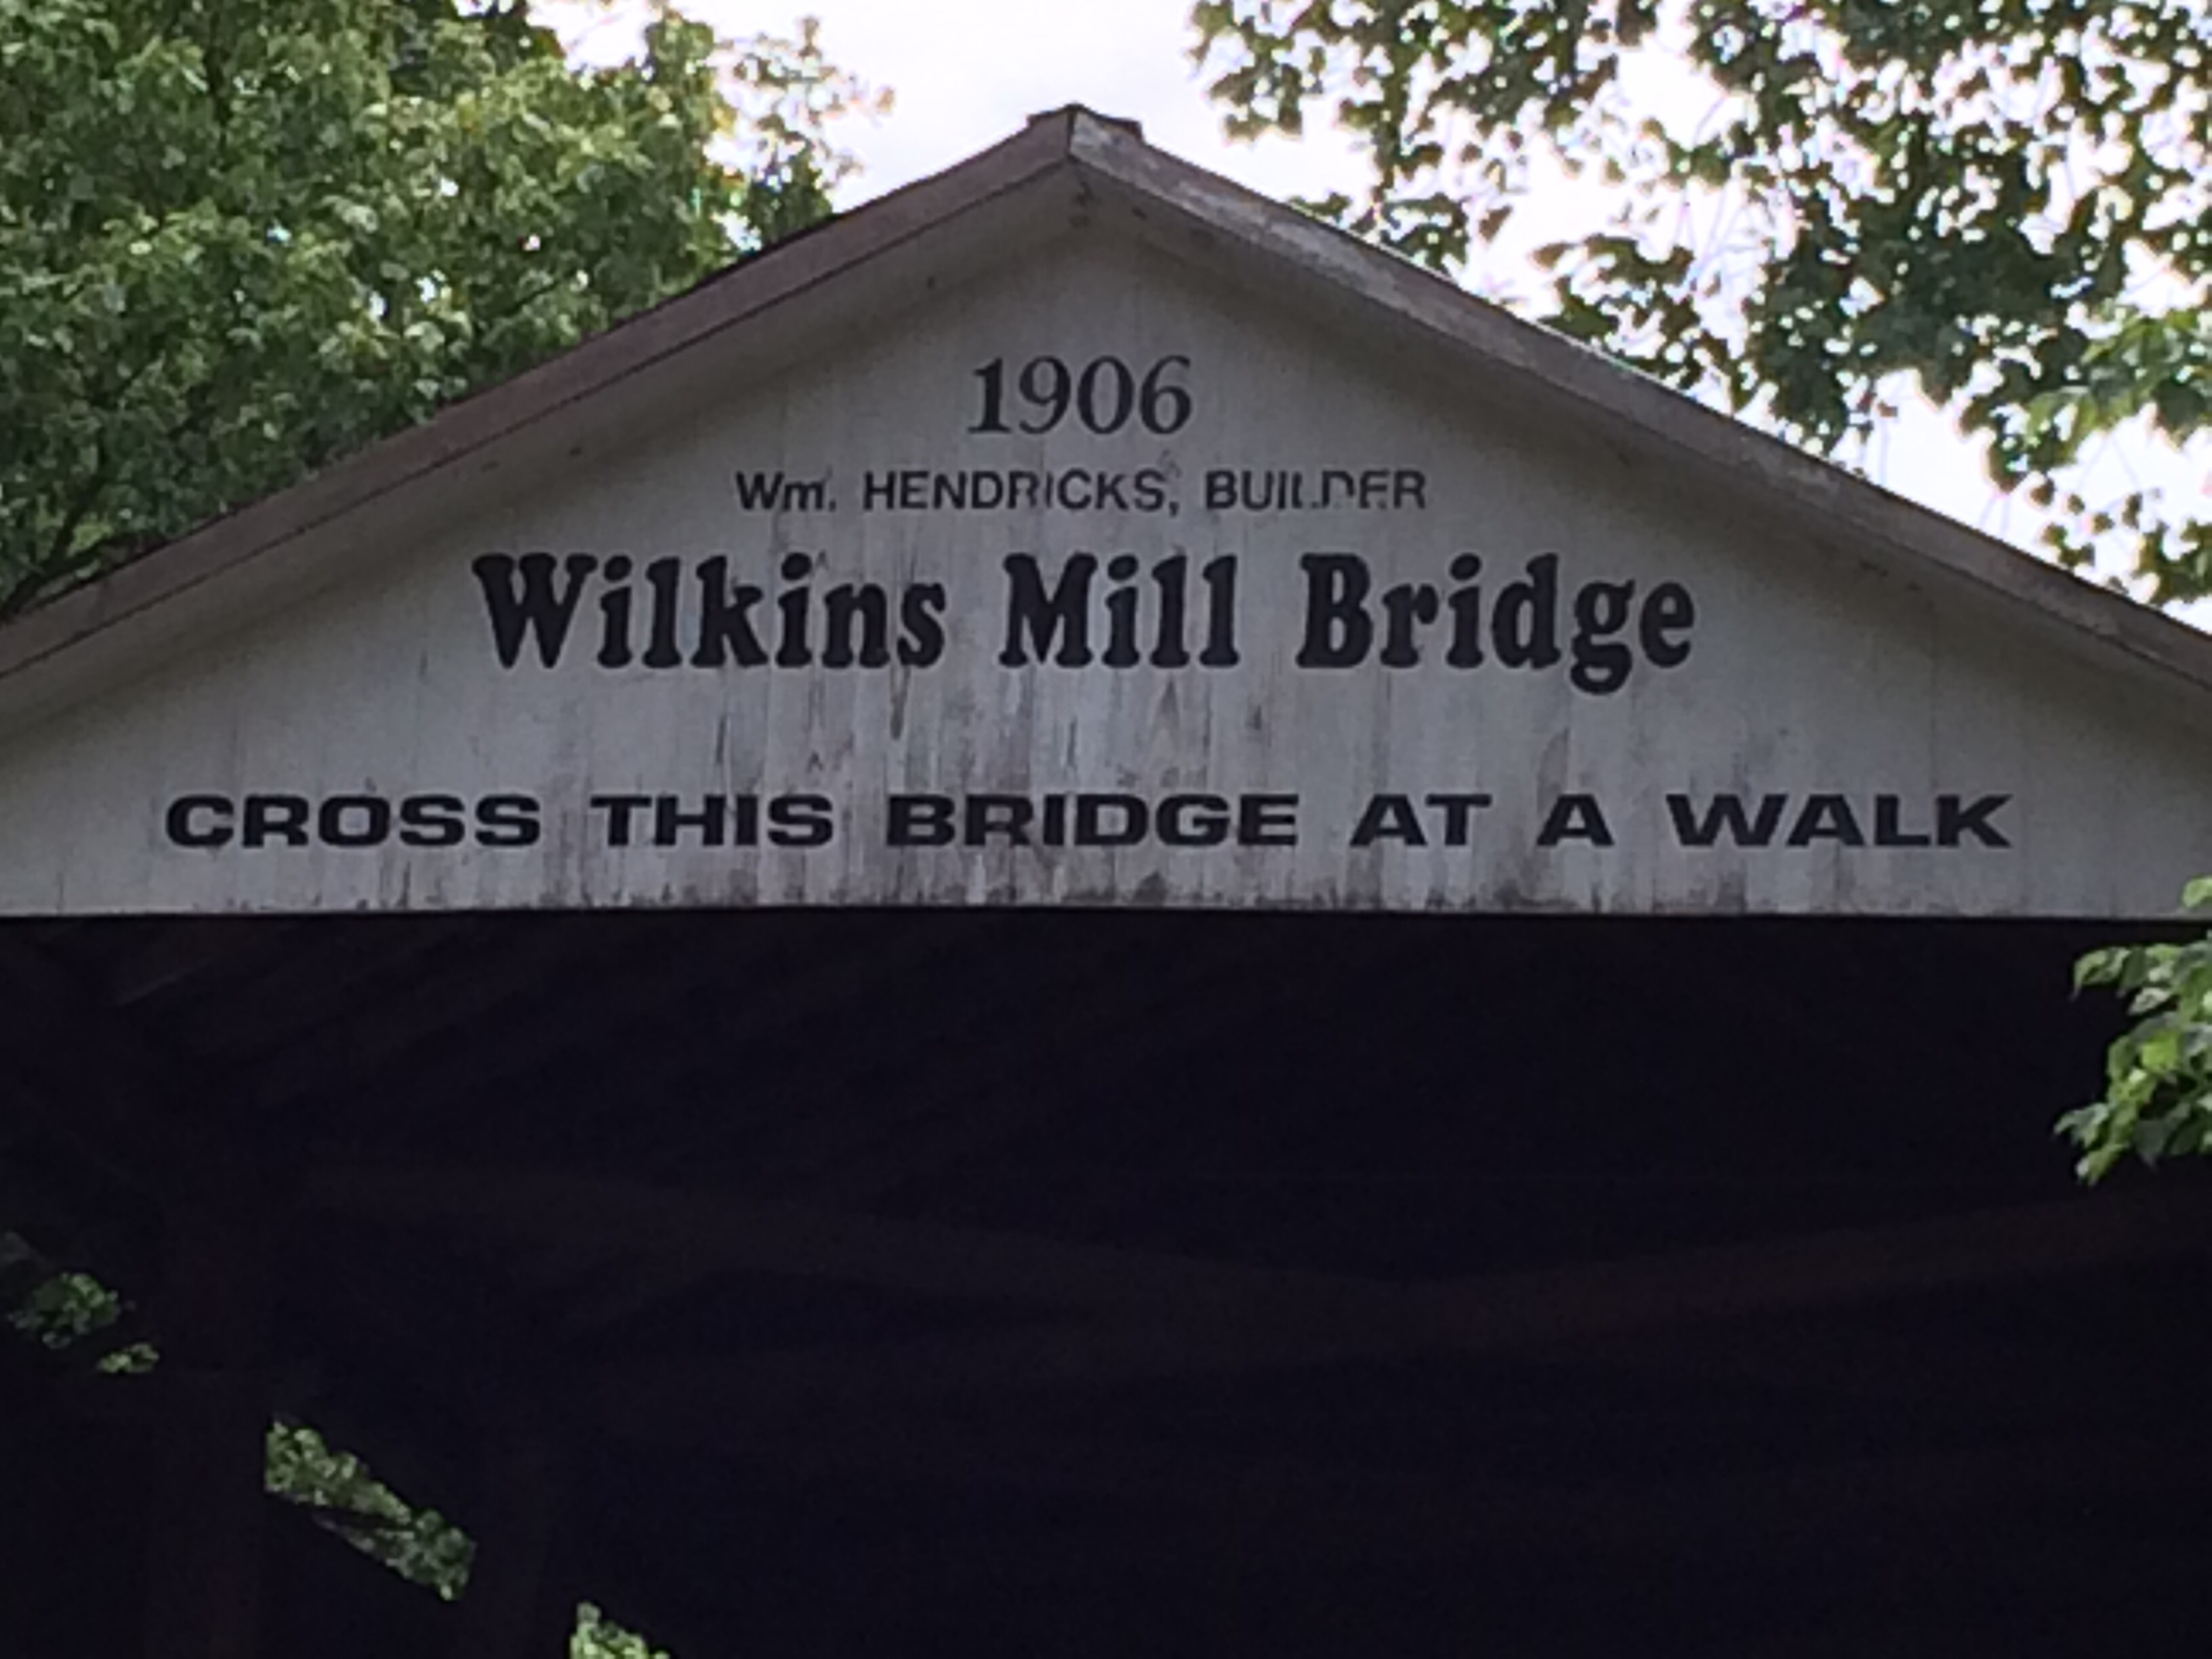 1906
Wm. HENDRICKS, BUILDER
Wilkins Mill Bridge
CROSS THIS BRIDGE AT A WALK